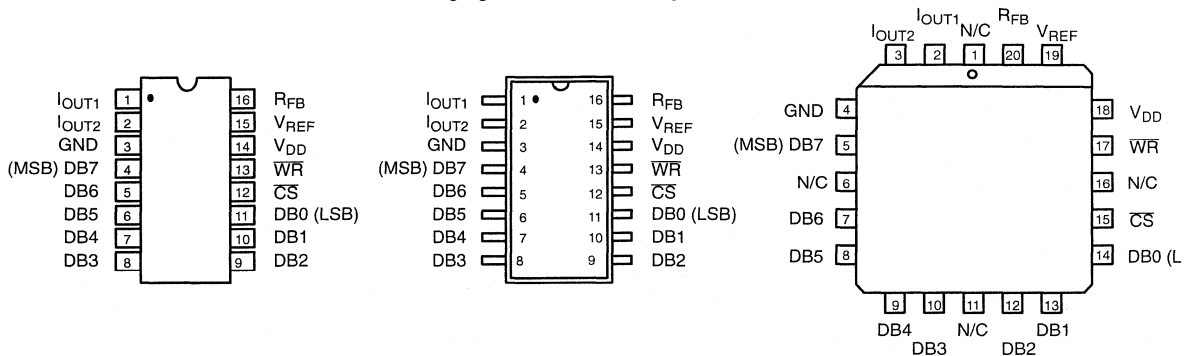 IOUT1 1 16 RFB
IOUT2 2 15 VREF
GND 3 14 VDD
(MSB) DB7 4 13 WR
DB6 5 12 CS
DB5 6 11 DB0 (LSB)
DB4 7 10 DB1
DB3 8 9 DB2
IOUT1 1 16 RFB
IOUT2 2 15 VREF
GND 3 14 VDD
(MSB) DB7 4 13 WR
DB6 5 12 CS
DB5 6 11 DB0 (LSB)
DB4 7 10 DB1
DB3 8 9 DB2
IOUT2 IOUT1 N/C RFB VREF
3 2 1 20 19
GND 4 18 VDD
(MSB) DB7 5 17 WR
N/C 6 16 N/C
DB6 7 15 CS
DB5 8 14 DB0 (L
9 10 11 12 13
DB4 DB3 N/C DB2 DB1